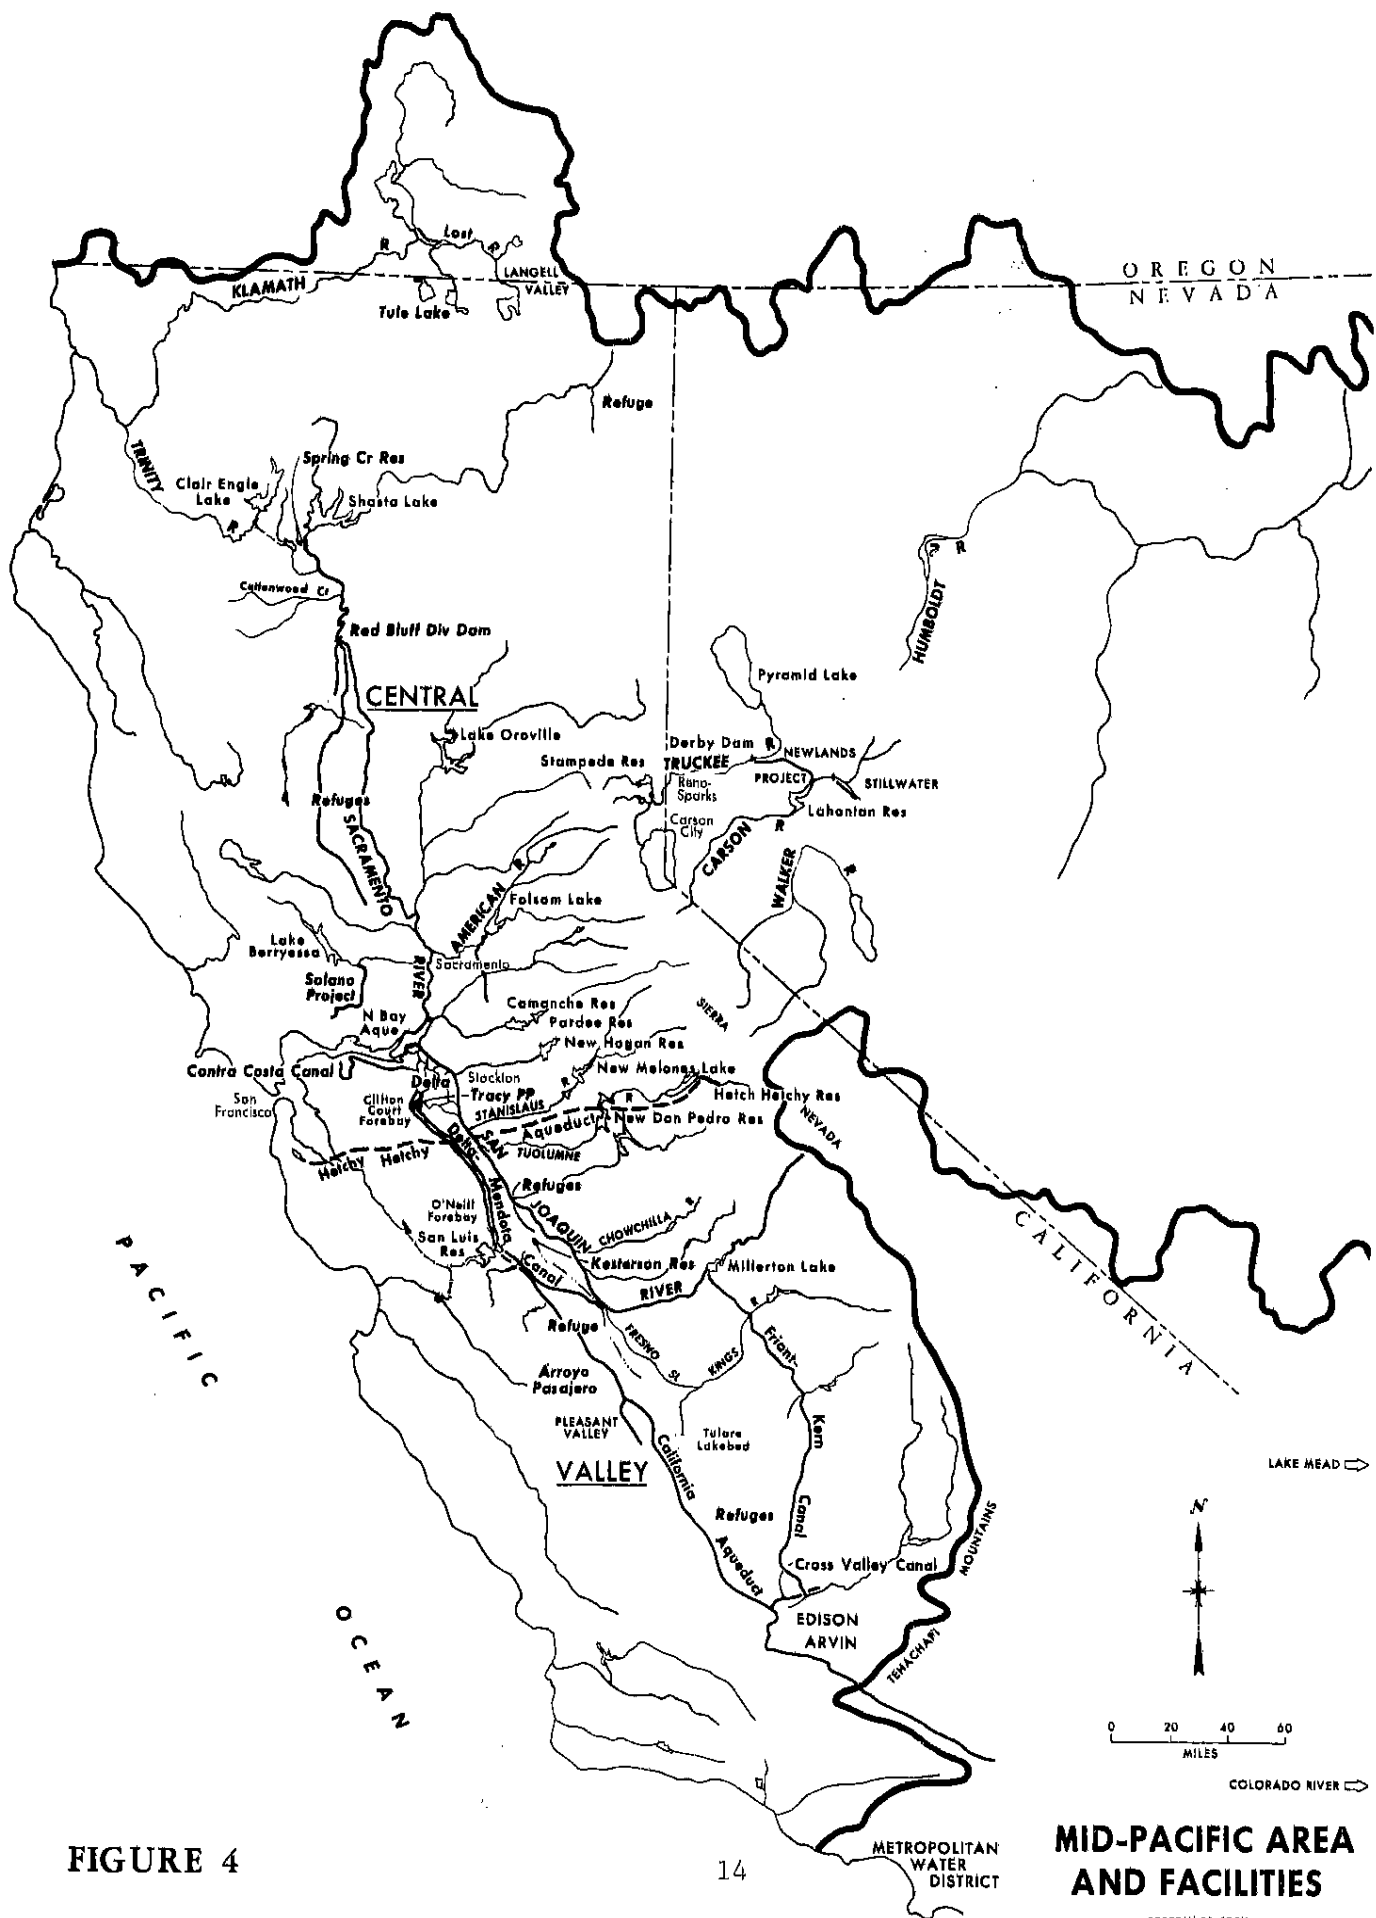 Lost
R
R
OREGON
NEVADA
LANGELL
VALLEY
KLAMATH
Tule Lake
Refuge
TRINITY
Spring Cr Res
Clair Engle
Lake
Shasta Lake
R
R
HUMBOLDT
Cottonwood Cr
Red Bluff Div Dam
Pyramid Lake
CENTRAL
Lake Oroville
Derby Dam
R
NEWLANDS
PROJECT
Stampede Res
TRUCKEE
STILLWATER
Reno-
Sparks
Lahontan Res
Refuges
Carson
City
CARSON
R
SACRAMENTO
WALKER
R
AMERICAN
R
Folsom Lake
Lake
Berryessa
RIVER
Sacramento
Solano
Project
Camanche Res
SIERRA
N Bay
Aque
Pardee Res
New Hogan Res
Contra Costa Canal
Delta
Stockton
New Melones Lake
R
San
Francisco
Clifton
Court
Forebay
Tracy PP
STANISLAUS
R
Hetch Hetchy Res
Aqueduct
New Don Pedro Res
NEVADA
Hetchy
Hetchy
Delta-
SAN
TUOLUMNE
Mendota
Refuges
O'Neill
Forebay
JOAQUIN
CHOWCHILLA
R
San Luis
Res
Canal
Kesterson Res
Millerton Lake
RIVER
R
CALIFORNIA
PACIFIC
Refuge
FRESNO
SL
KINGS
Friant-
Arroyo
Pasajero
PLEASANT
VALLEY
Kern
California
Tulare
Lakebed
VALLEY
LAKE MEAD
Refuges
Canal
N
Aqueduct
MOUNTAINS
Cross Valley Canal
EDISON
ARVIN
OCEAN
TEHACHAPI
0 20 40 60
MILES
COLORADO RIVER
METROPOLITAN
WATER
DISTRICT
MID-PACIFIC AREA
AND FACILITIES
FIGURE 4
14